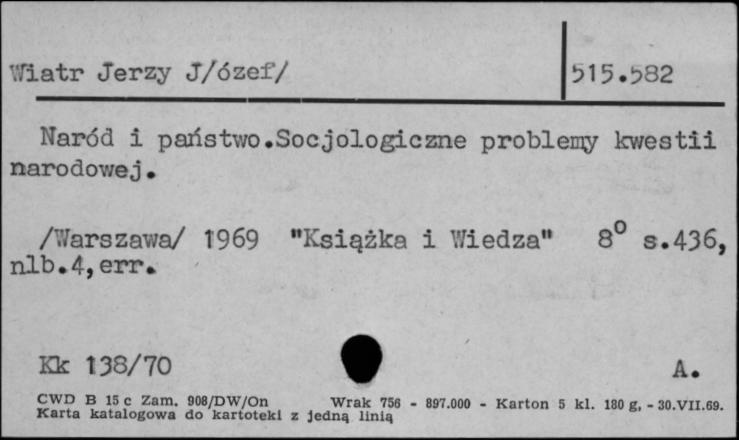 Wiatr Jerzy J/ózef/ 515.582
Naród i państwo.Socjologiczne problemy kwestii
narodowej.
/Warszawa/ 1969 "Książka i Wiedza" 8⁰ s.436,
nlb.4,err.
Kk 138/70 A.
CWD B 15 c Zam. 908/DW/On Wrak 756 - 897.000 - Karton 5 kl. 180 g, - 30.VII.69.
Karta katalogowa do kartoteki z jedną linią